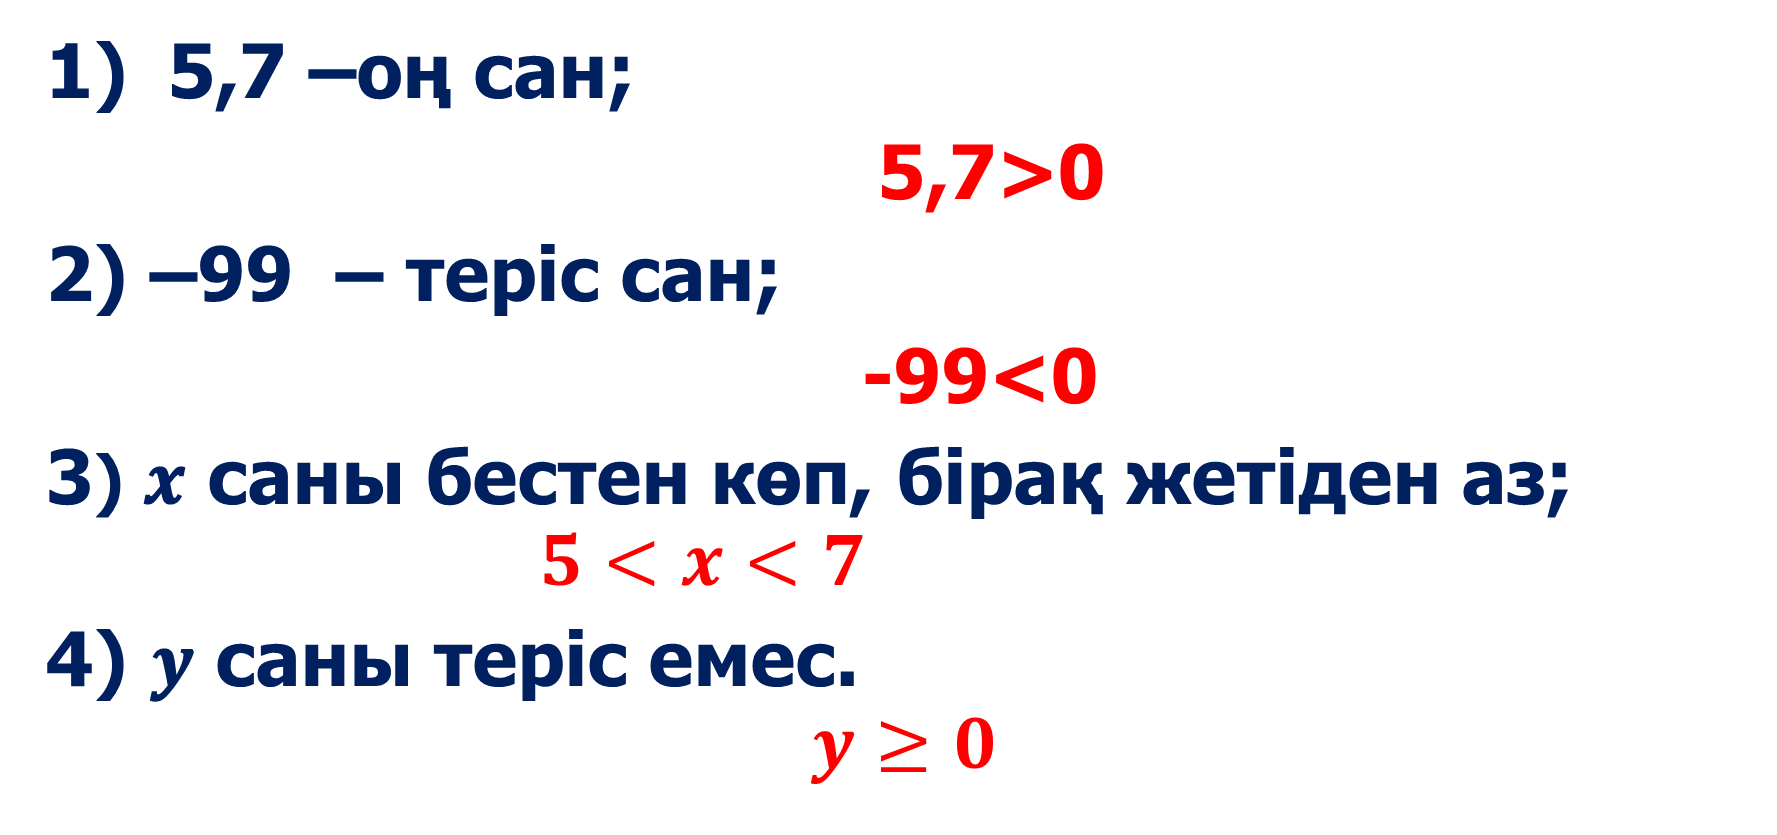 1)  5,7 –оң сан;
5,7>0
2) –99  – теріс сан;
-99<0
3) 𝒙 саны бестен көп, бірақ жетіден аз;
𝟓 < 𝒙 < 𝟕
4) 𝒚 саны теріс емес.
𝒚 ≥ 𝟎